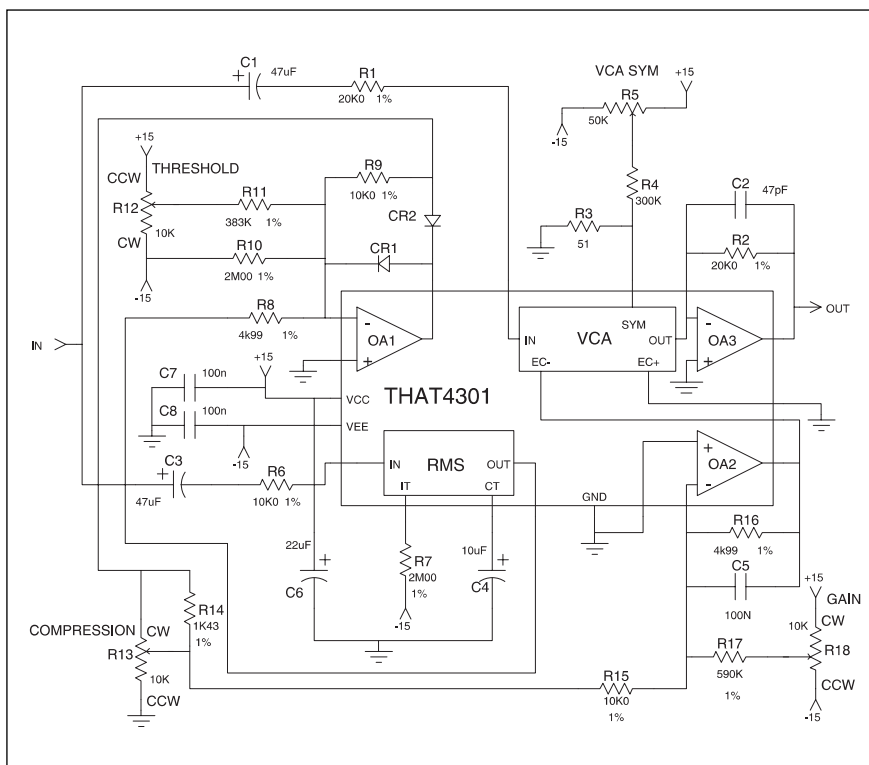 C1
+
47uF
R1
20K0 1%
VCA SYM
R5
+15
50K
-15
+15
CCW
THRESHOLD
R9
10K0 1%
R11
383K 1%
R12
CW
10K
CR2
R4
300K
C2
47pF
R3
51
R2
20K0 1%
R10
2M00 1%
CR1
-15
R8
4k99 1%
IN
-
OA1
+
IN
VCA
SYM
OUT
EC-
EC+
-
OA3
+
OUT
C7
100n
+15
THAT4301
VCC
C8
100n
VEE
-15
C3
+
47uF
R6
10K0 1%
IN
RMS
OUT
IT
CT
+
OA2
-
GND
R16
4k99 1%
22uF
+
C6
R7
2M00
1%
-15
10uF
+
C4
C5
100N
+15
GAIN
R14
1K43
1%
COMPRESSION
CW
R13
10K
CCW
10K
CW
R17
590K
1%
R18
CCW
-15
R15
10K0
1%